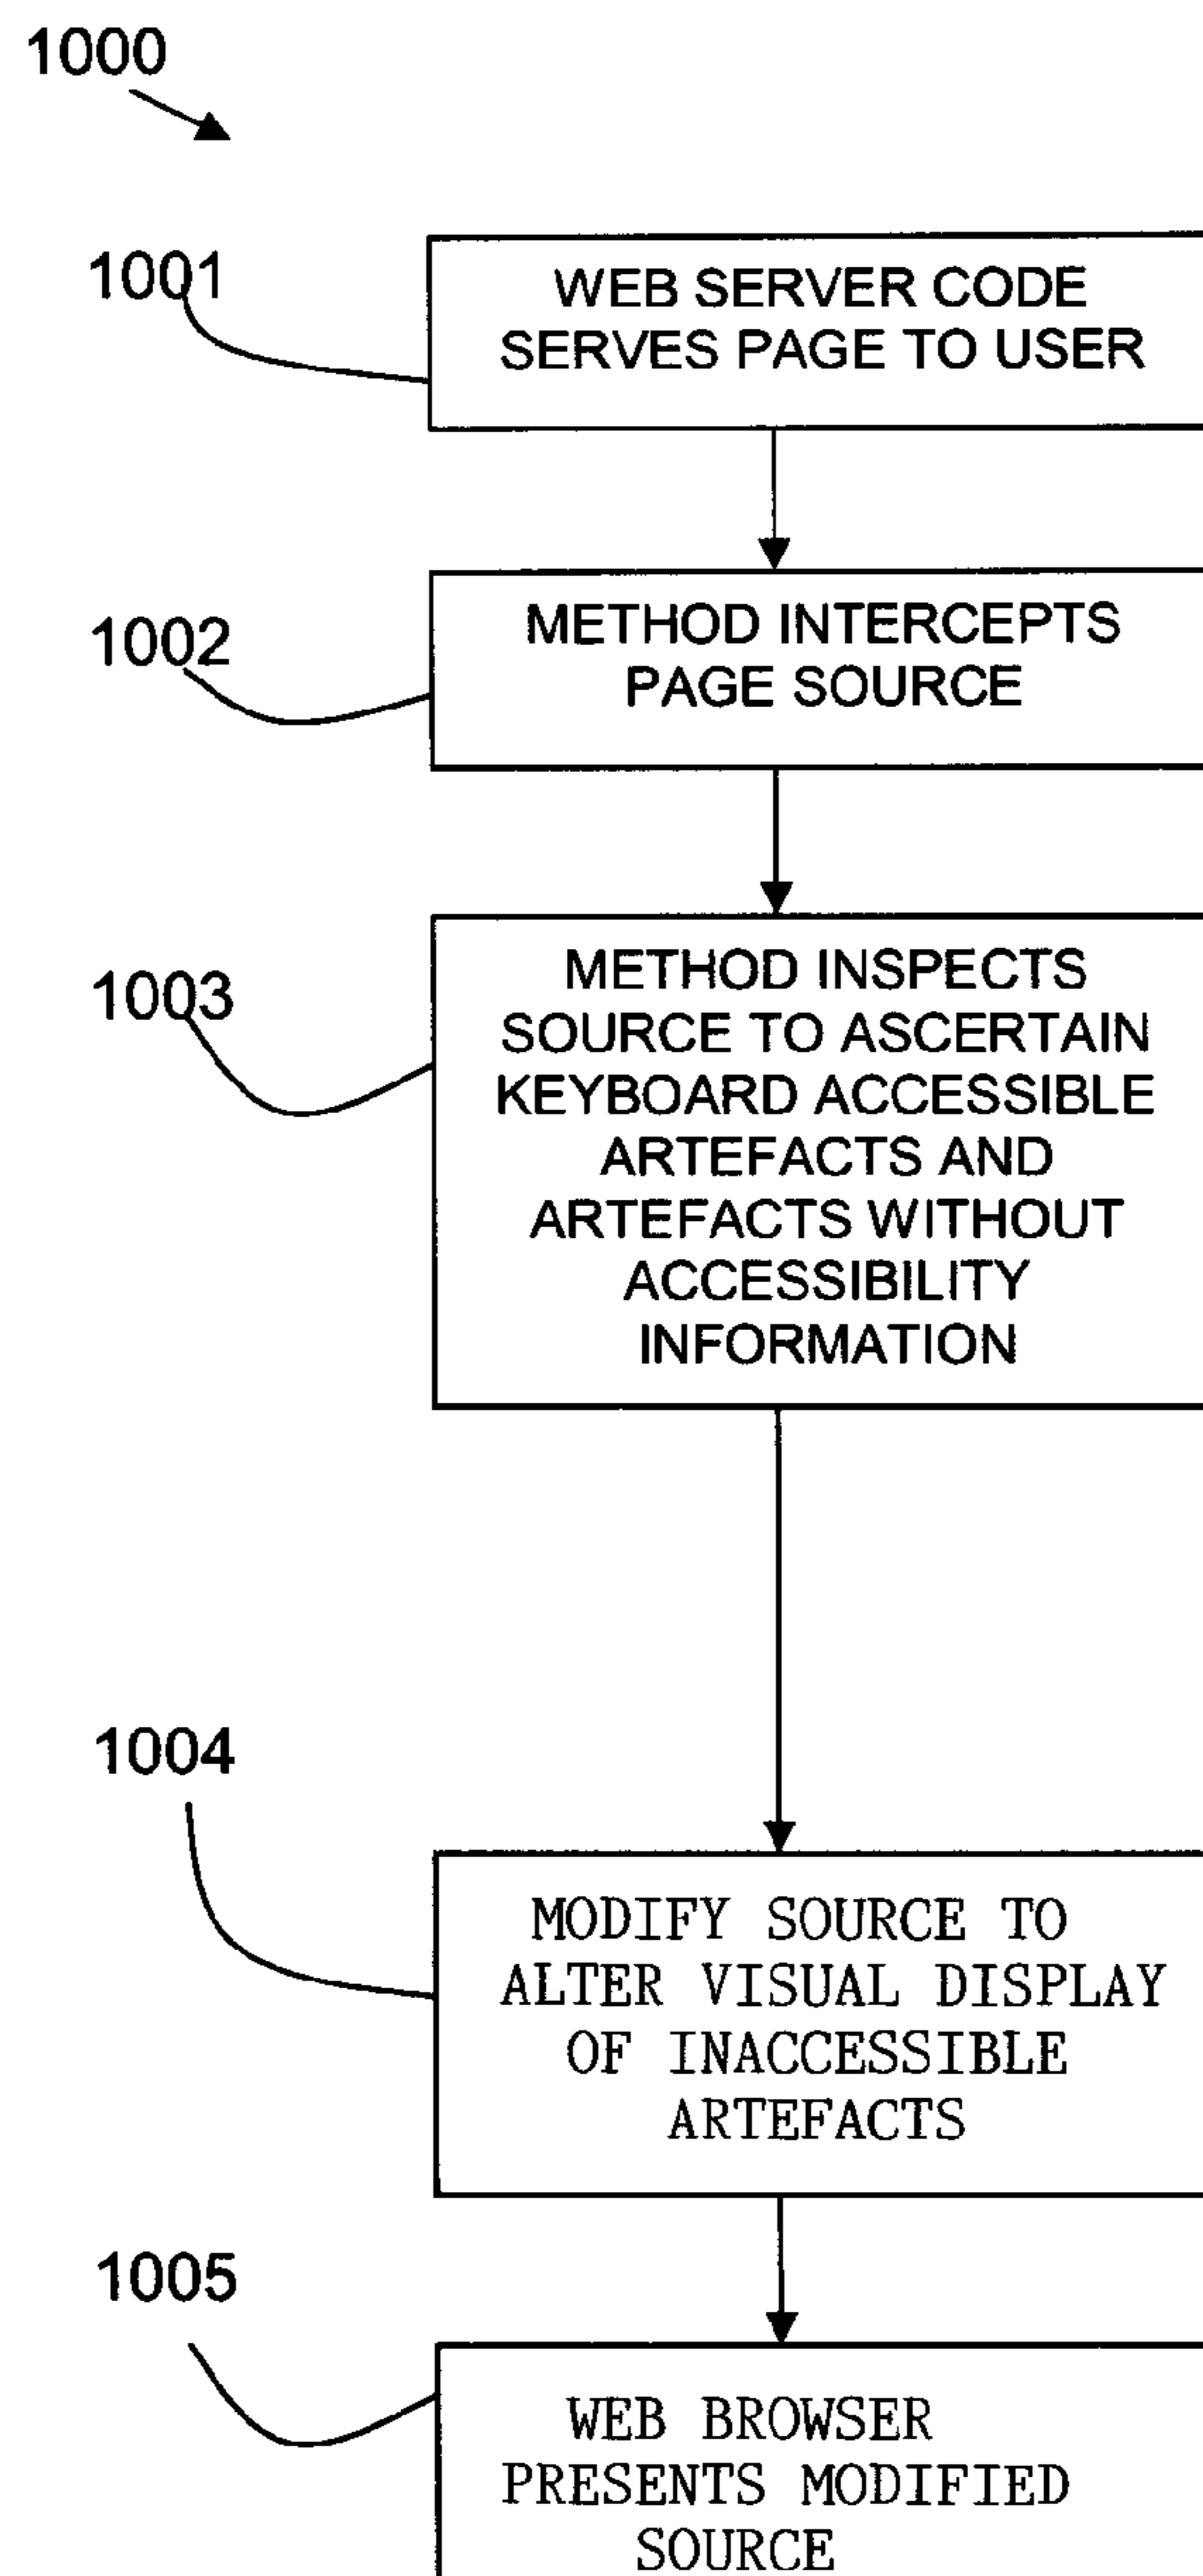 1000
1001
WEB SERVER CODE
SERVES PAGE TO USER
1002
METHOD INTERCEPTS
PAGE SOURCE
1003
METHOD INSPECTS
SOURCE TO ASCERTAIN
KEYBOARD ACCESSIBLE
ARTEFACTS AND
ARTEFACTS WITHOUT
ACCESSIBILITY
INFORMATION
1004
MODIFY SOURCE TO
ALTER VISUAL DISPLAY
OF INACCESSIBLE
ARTEFACTS
1005
WEB BROWSER
PRESENTS MODIFIED
SOURCE